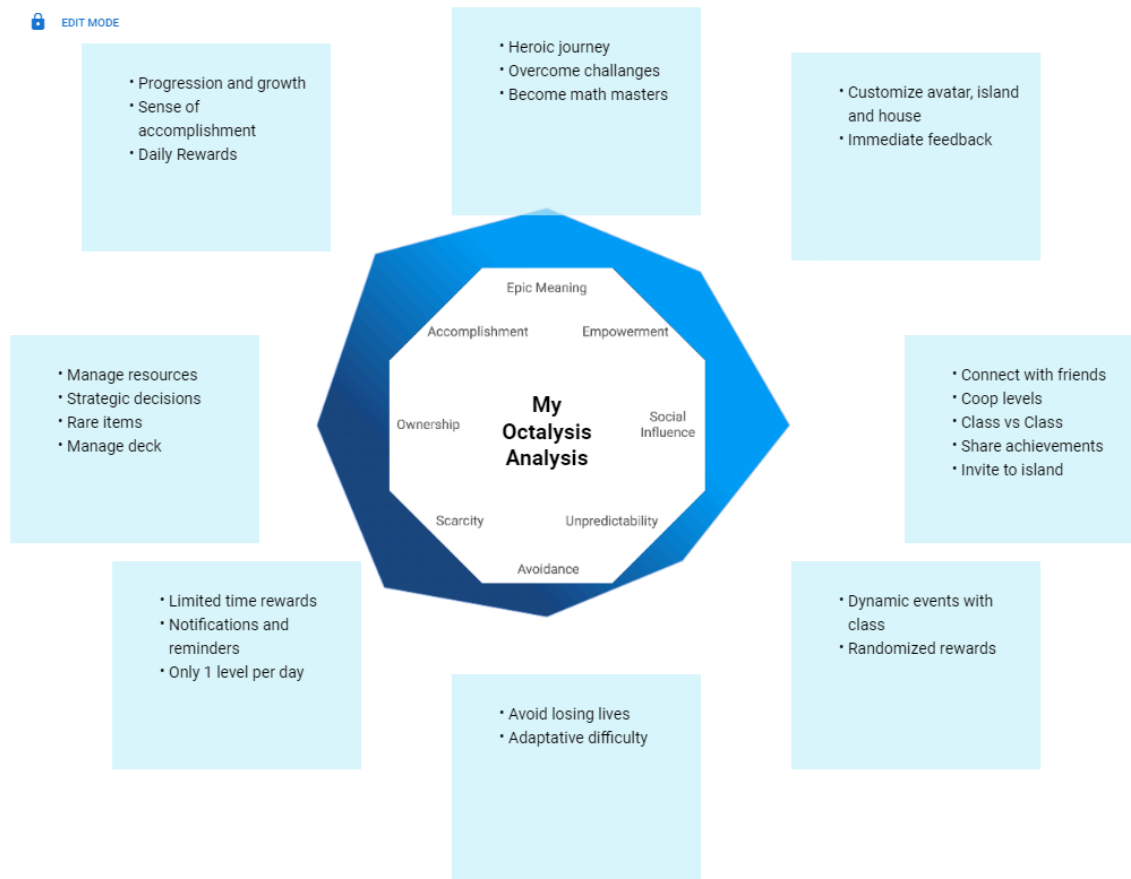 EDIT MODE
• Progression and growth
• Sense of
accomplishment
• Daily Rewards
• Heroic journey
• Overcome challanges
• Become math masters
• Customize avatar, island
and house
• Immediate feedback
Epic Meaning
Accomplishment
Empowerment
Ownership
My
Octalysis
Analysis
Social
Influence
Scarcity
Unpredictability
Avoidance
• Manage resources
• Strategic decisions
• Rare items
• Manage deck
• Connect with friends
• Coop levels
• Class vs Class
• Share achievements
• Invite to island
• Limited time rewards
• Notifications and
reminders
• Only 1 level per day
• Avoid losing lives
• Adaptative difficulty
• Dynamic events with
class
• Randomized rewards